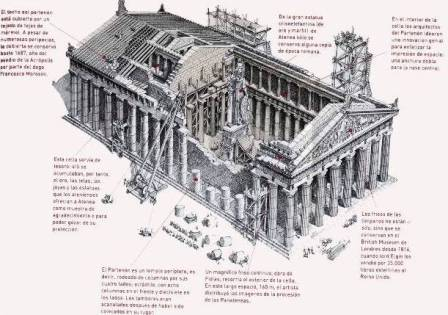 El techo del partenón
está cubierto por un
tejado de tejas de
mármol. A pesar de
numerosas peripecias,
la cubierta se conservó
hasta 1687, año del
asedio de la Acrópolis
por parte del dogo
Francesco Morosini.
De la gran estatua
crisoelefantina (de
oro y marfil) de
Atenea sólo se
conserva alguna copia
de época romana.
En el interior de la
cella los arquitectos
del Partenón idearon
una innovación genial
para enfatizar la
impresión de espacio:
una anchura doble
para la nave central.
Esta cella servía de
tesoro: allí se
acumulaban, por tanto,
el oro, las telas, las
joyas y las estatuas
que los atenienses
ofrecían a Atenea
como muestra de
agradecimiento o para
poder gozar de su
protección.
El Partenón es un templo períptero, es
decir, rodeado de columnas por sus
cuatro lados; octástilo, con ocho
columnas en el frente y diecisiete en
los lados. Los tambores eran
acanalados después de haber sido
colocados en su lugar.
Un magnífico friso continuo, obra de
Fidias, recorría el exterior de la cella.
En este largo espacio, 160 m, el artista
distribuyó las imágenes de la procesión
de las Panateneas.
Los frisos de los
tímpanos no están
sólo, sino que se
conservan en el
British Museum de
Londres desde 1816,
cuando lord Elgin los
vendió por 35.000
libras esterlinas al
Reino Unido.